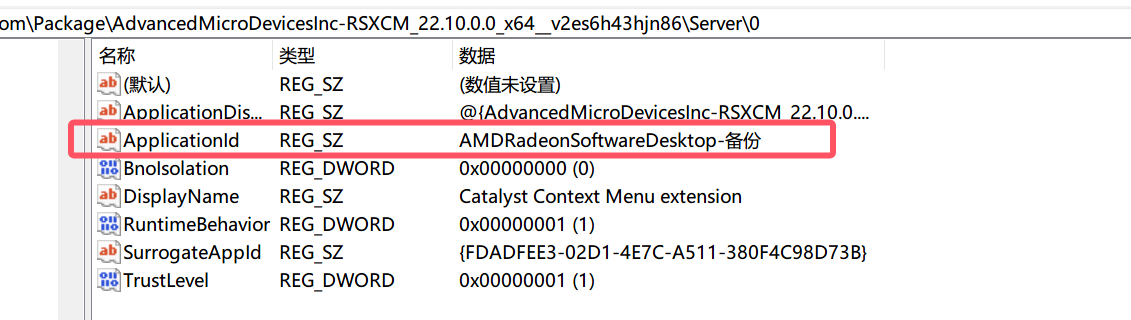 om\Package\AdvancedMicroDevicesInc-RSXCM_22.10.0.0_x64__v2es6h43hjn86\Server\0
名称 类型 数据
(默认) REG_SZ (数值未设置)
ApplicationDis... REG_SZ @{AdvancedMicroDevicesInc-RSXCM_22.10.0....
ApplicationId REG_SZ AMDRadeonSoftwareDesktop-备份
BnoIsolation REG_DWORD 0x00000000 (0)
DisplayName REG_SZ Catalyst Context Menu extension
RuntimeBehavior REG_DWORD 0x00000001 (1)
SurrogateAppId REG_SZ {FDADFEE3-02D1-4E7C-A511-380F4C98D73B}
TrustLevel REG_DWORD 0x00000001 (1)